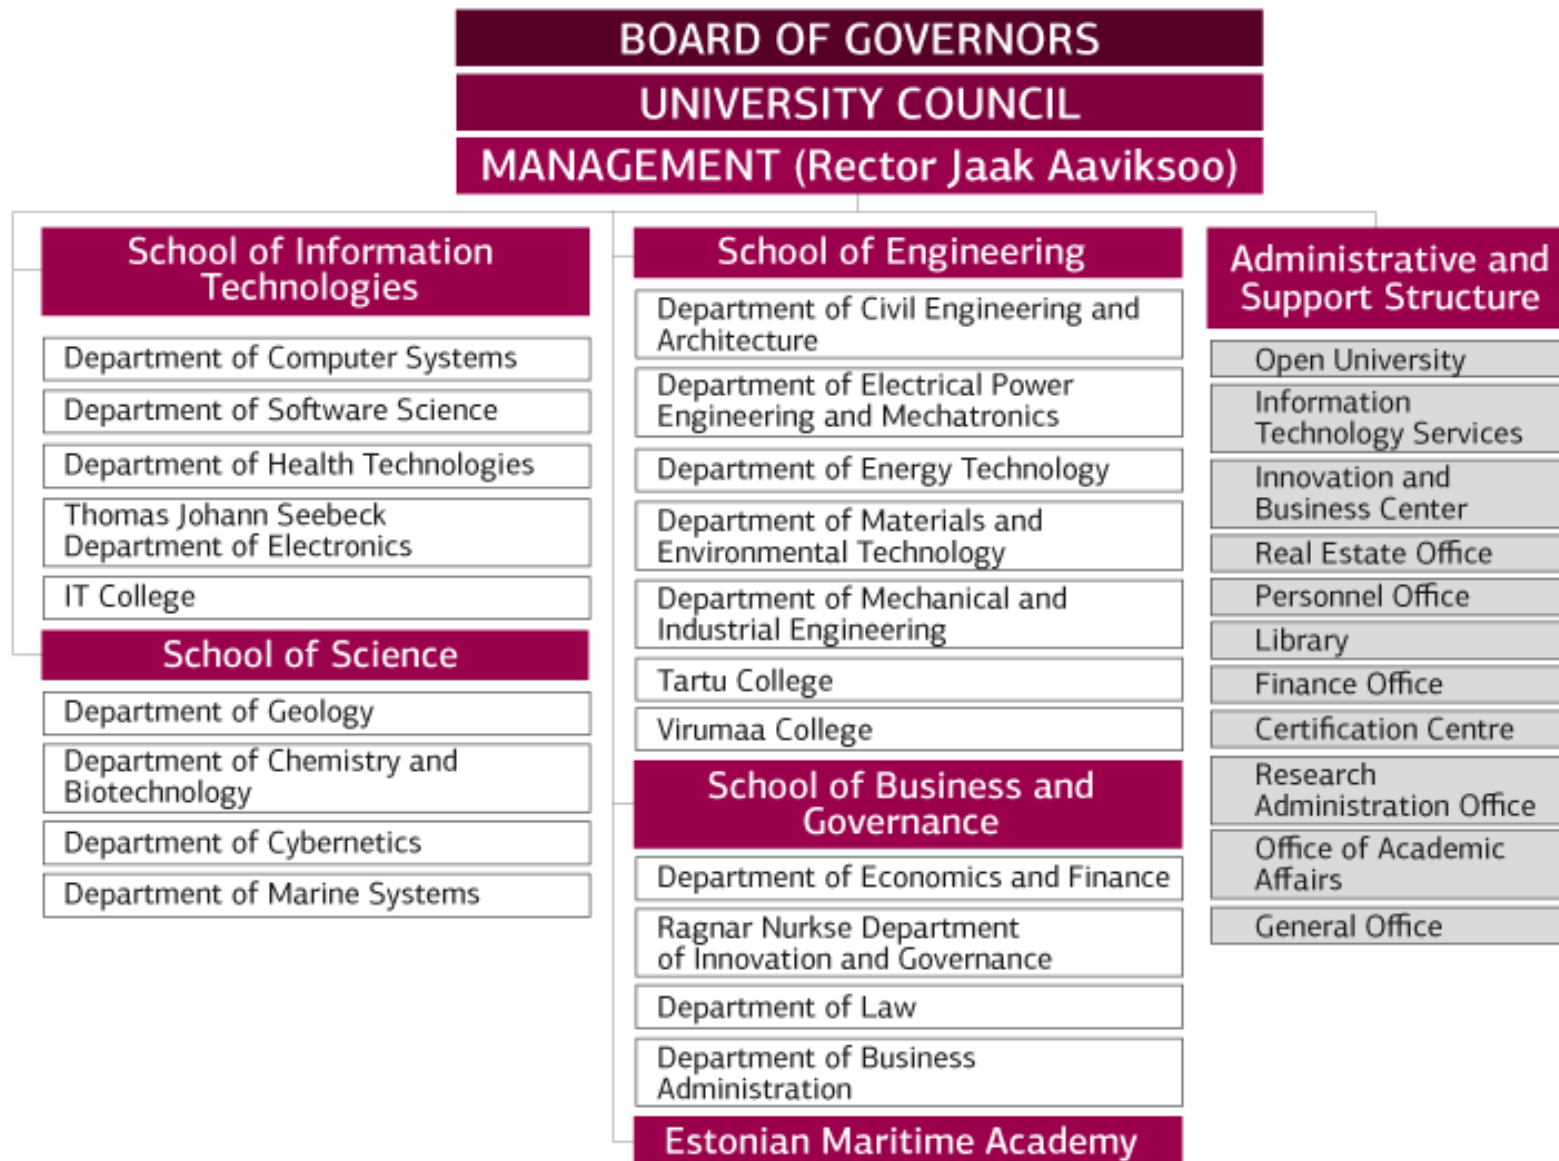 BOARD OF GOVERNORS
UNIVERSITY COUNCIL
MANAGEMENT (Rector Jaak Aaviksoo)
School of Information
Technologies
Department of Computer Systems
Department of Software Science
Department of Health Technologies
Thomas Johann Seebeck
Department of Electronics
IT College
School of Science
Department of Geology
Department of Chemistry and
Biotechnology
Department of Cybernetics
Department of Marine Systems
School of Engineering
Department of Civil Engineering and
Architecture
Department of Electrical Power
Engineering and Mechatronics
Department of Energy Technology
Department of Materials and
Environmental Technology
Department of Mechanical and
Industrial Engineering
Tartu College
Virumaa College
School of Business and
Governance
Department of Economics and Finance
Ragnar Nurkse Department
of Innovation and Governance
Department of Law
Department of Business
Administration
Estonian Maritime Academy
Administrative and
Support Structure
Open University
Information
Technology Services
Innovation and
Business Center
Real Estate Office
Personnel Office
Library
Finance Office
Certification Centre
Research
Administration Office
Office of Academic
Affairs
General Office